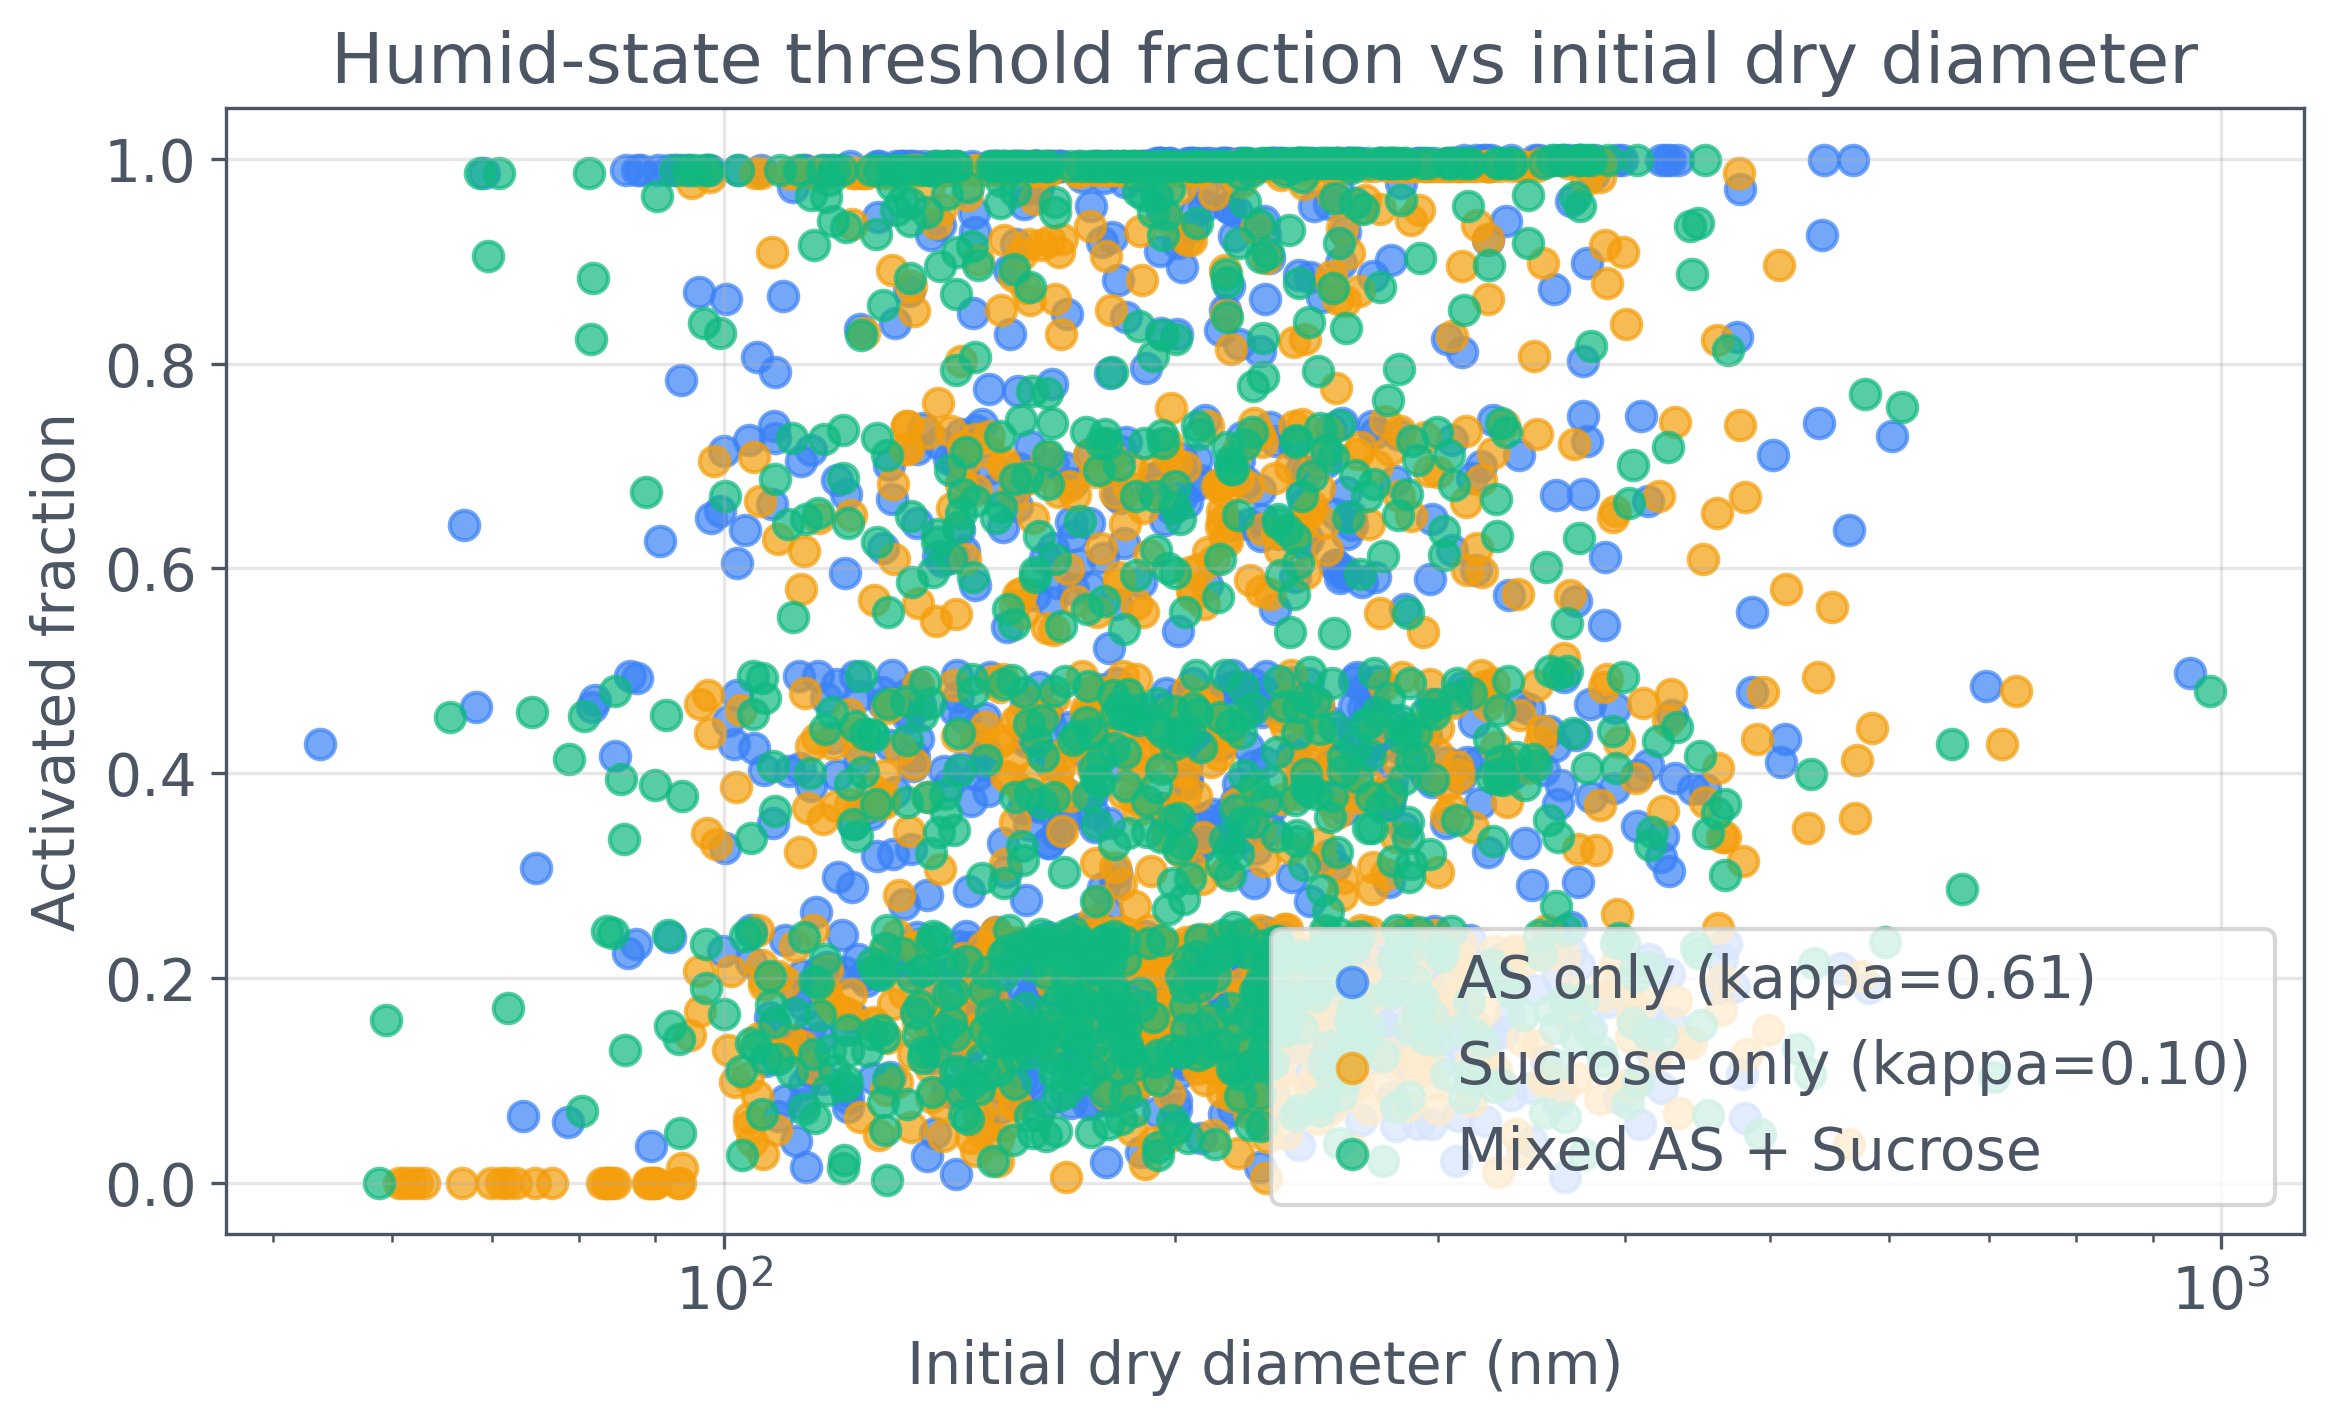 Humid-state threshold fraction vs initial dry diameter
1.0
0.8
0.6
0.4
0.2
0.0
Activated fraction
AS only (kappa=0.61)
Sucrose only (kappa=0.10)
Mixed AS + Sucrose
10²
10³
Initial dry diameter (nm)